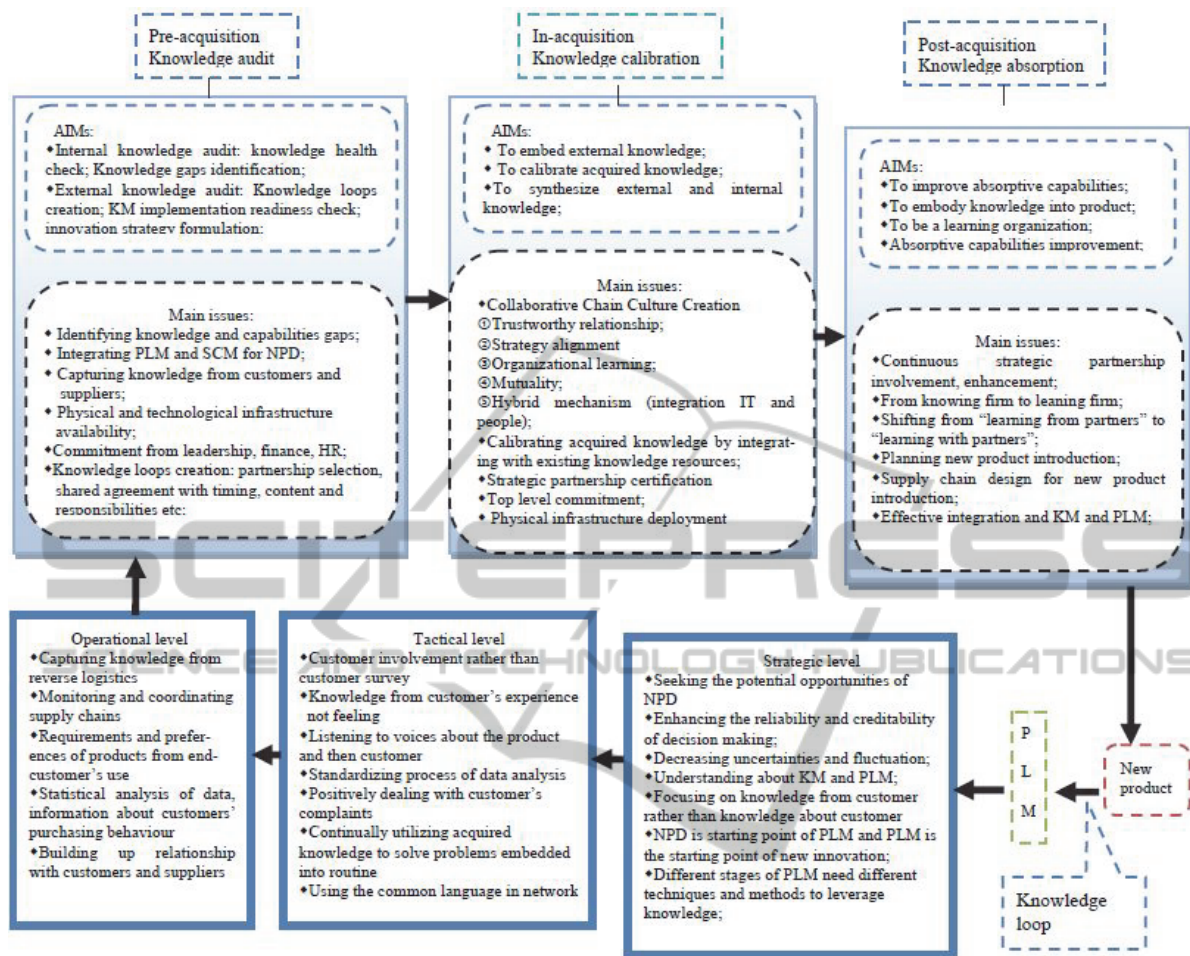 Pre-acquisition
Knowledge audit
In-acquisition
Knowledge calibration
Post-acquisition
Knowledge absorption
AIMs:
◆Internal knowledge audit: knowledge health
check; Knowledge gaps identification;
◆External knowledge audit: Knowledge loops
creation; KM implementation readiness check;
innovation strategy formulation:
Main issues:
◆ Identifying knowledge and capabilities gaps;
◆ Integrating PLM and SCM for NPD;
◆ Capturing knowledge from customers and
suppliers;
◆ Physical and technological infrastructure
availability;
◆Commitment from leadership, finance, HR;
◆Knowledge loops creation: partnership selection,
shared agreement with timing, content and
responsibilities etc:
AIMs:
◆ To embed external knowledge;
◆ To calibrate acquired knowledge;
◆To synthesize external and internal
knowledge;
Main issues:
◆Collaborative Chain Culture Creation
①Trustworthy relationship;
②Strategy alignment
③Organizational learning;
④Mutuality;
⑤Hybrid mechanism (integration IT and
people);
◆Calibrating acquired knowledge by integrat-
ing with existing knowledge resources;
◆Strategic partnership certification
◆Top level commitment;
◆ Physical infrastructure deployment
AIMs:
◆To improve absorptive capabilities;
◆To embody knowledge into product;
◆To be a learning organization;
◆Absorptive capabilities improvement;
Main issues:
◆Continuous strategic partnership
involvement, enhancement;
◆From knowing firm to leaning firm;
◆Shifting from “learning from partners” to
“learning with partners”;
◆Planning new product introduction;
◆Supply chain design for new product
introduction;
◆Effective integration and KM and PLM;
SCITEPRESS
SCIENCE AND TECHNOLOGY PUBLICATIONS
Operational level
◆Capturing knowledge from
reverse logistics
◆Monitoring and coordinating
supply chains
◆Requirements and prefer-
ences of products from end-
customer’s use
◆Statistical analysis of data,
information about customers’
purchasing behaviour
◆Building up relationship
with customers and suppliers
Tactical level
◆Customer involvement rather than
customer survey
◆Knowledge from customer’s experience
not feeling
◆Listening to voices about the product
and then customer
◆Standardizing process of data analysis
◆Positively dealing with customer’s
complaints
◆Continually utilizing acquired
knowledge to solve problems embedded
into routine
◆Using the common language in network
Strategic level
◆Seeking the potential opportunities of
NPD
◆Enhancing the reliability and creditability
of decision making;
◆Decreasing uncertainties and fluctuation;
◆Understanding about KM and PLM;
◆Focusing on knowledge from customer
rather than knowledge about customer
◆NPD is starting point of PLM and PLM is
the starting point of new innovation;
◆Different stages of PLM need different
techniques and methods to leverage
knowledge;
P
L
M
New
product
Knowledge
loop